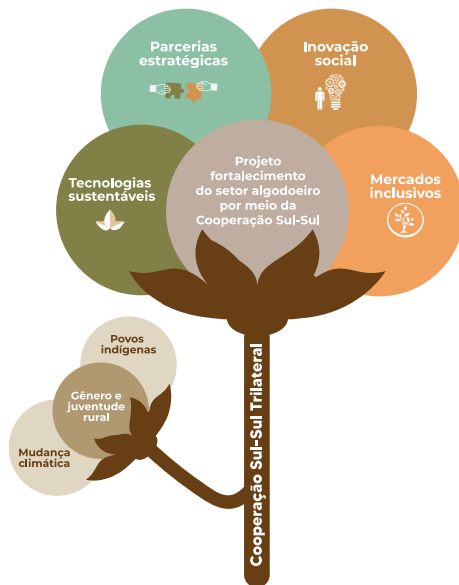 Parcerias
estratégicas
Inovação
social
Tecnologias
sustentáveis
Projeto
fortalecimento
do setor algodoeiro
por meio da
Cooperação Sul-Sul
Mercados
inclusivos
Povos
indígenas
Gênero e
juventude
rural
Mudança
climática
Cooperação Sul-Sul Trilateral